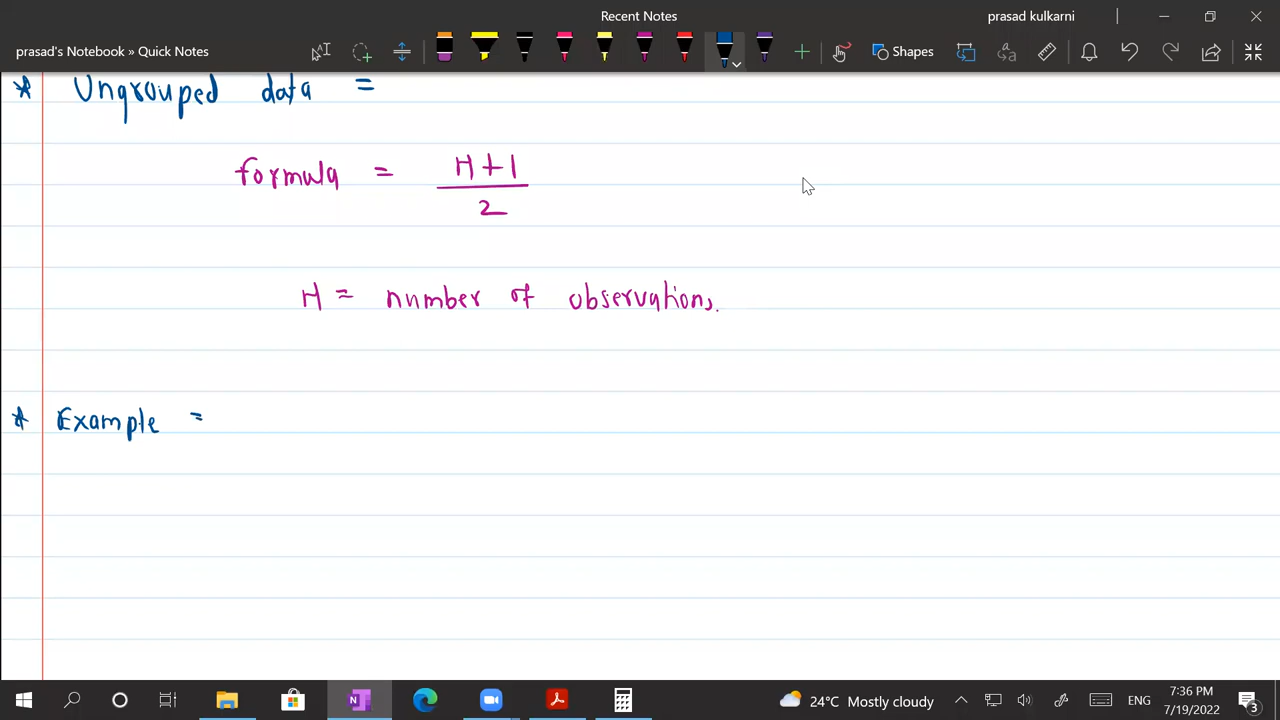 Recent Notes
prasad kulkarni
prasad's Notebook » Quick Notes
Shapes
* Ungrouped data =
formula = H+1
2
H = number of observations.
* Example =
24°C Mostly cloudy
ENG
7:36 PM
7/19/2022
3